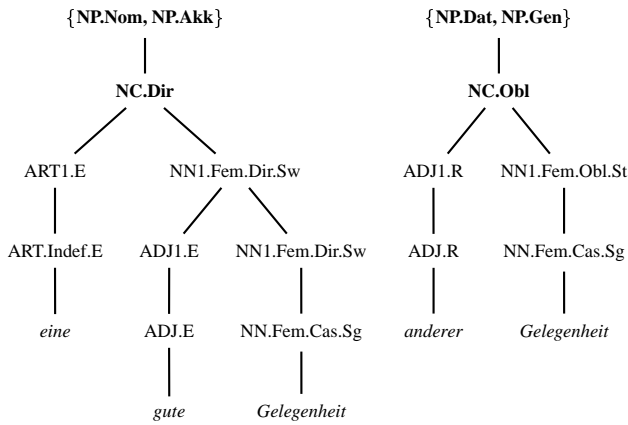 {NP.Nom, NP.Akk} {NP.Dat, NP.Gen}
NC.Dir NC.Obl
ART1.E NN1.Fem.Dir.Sw ADJ1.R NN1.Fem.Obl.St
ART.Indef.E ADJ1.E NN1.Fem.Dir.Sw ADJ.R NN.Fem.Cas.Sg
eine ADJ.E NN.Fem.Cas.Sg anderer Gelegenheit
gute Gelegenheit